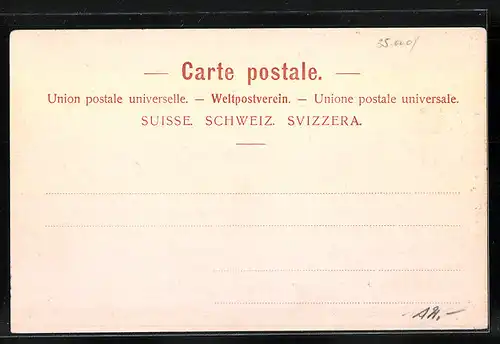 — Carte postale. —
Union postale universelle. — Weltpostverein. — Unione postale universale.
SUISSE. SCHWEIZ. SVIZZERA.